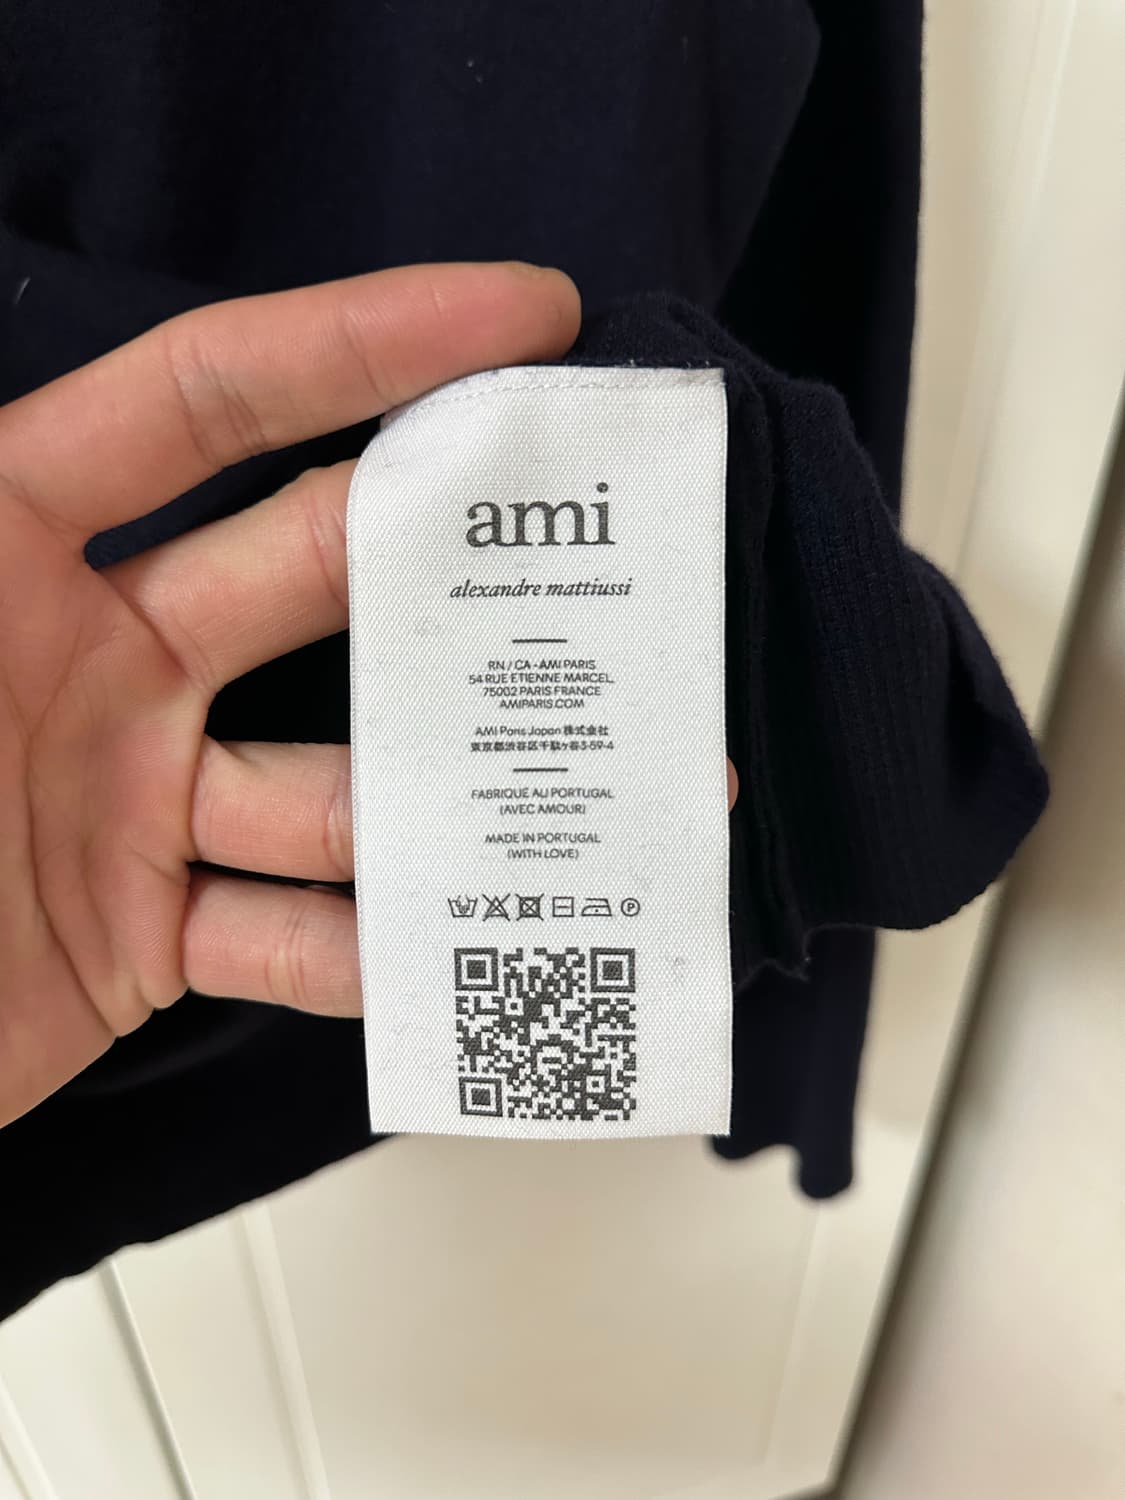 ami
alexandre mattiussi
RN / CA - AMI PARIS
54 RUE ETIENNE MARCEL,
75002 PARIS FRANCE
AMIPARIS.COM
AMI Paris Japan 株式会社
東京都渋谷区千駄ヶ谷3-59-4
FABRIQUE AU PORTUGAL
(AVEC AMOUR)
MADE IN PORTUGAL
(WITH LOVE)
P